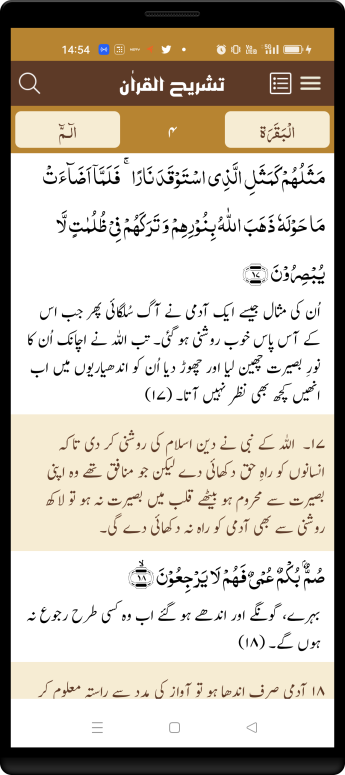 14:54
تشریح القرآن
الٓمّٓ
۴
الْبَقَرَة
مَثَلُهُمْ كَمَثَلِ الَّذِی اسْتَوْقَدَ نَارًا ۚ فَلَمَّاۤ اَضَآءَتْ
مَا حَوْلَهٗ ذَهَبَ اللّٰهُ بِنُوْرِهِمْ وَ تَرَكَهُمْ فِیْ ظُلُمٰتٍ لَّا
یُبْصِرُوْنَ ۝۱۷
اُن کی مثال جیسے ایک آدمی نے آگ سُلگائی پھر جب اس
کے آس پاس خوب روشنی ہو گئی۔ تب اللہ نے اچانک اُن کا
نورِ بصیرت چھین لیا اور چھوڑ دیا اُن کو اندھیاریوں میں اب
انھیں کچھ بھی نظر نہیں آتا۔ (۱۷)
۱۷۔ اللہ کے نبی نے دین اسلام کی روشنی کر دی تاکہ
انسانوں کو راہِ حق دکھائی دے لیکن جو منافق تھے وہ اپنی
بصیرت سے محروم ہو بیٹھے قلب میں بصیرت نہ ہو تو لاکھ
روشنی سے بھی آدمی کو راہ نہ دکھائی دے گی۔
صُمٌّۢ بُكْمٌ عُمْیٌ فَهُمْ لَا یَرْجِعُوْنَ ۝۱۸
بہرے، گونگے اور اندھے ہو گئے اب وہ کسی طرح رجوع نہ
ہوں گے۔ (۱۸)
۱۸ آدمی صرف اندھا ہو تو آواز کی مدد سے راستہ معلوم کر